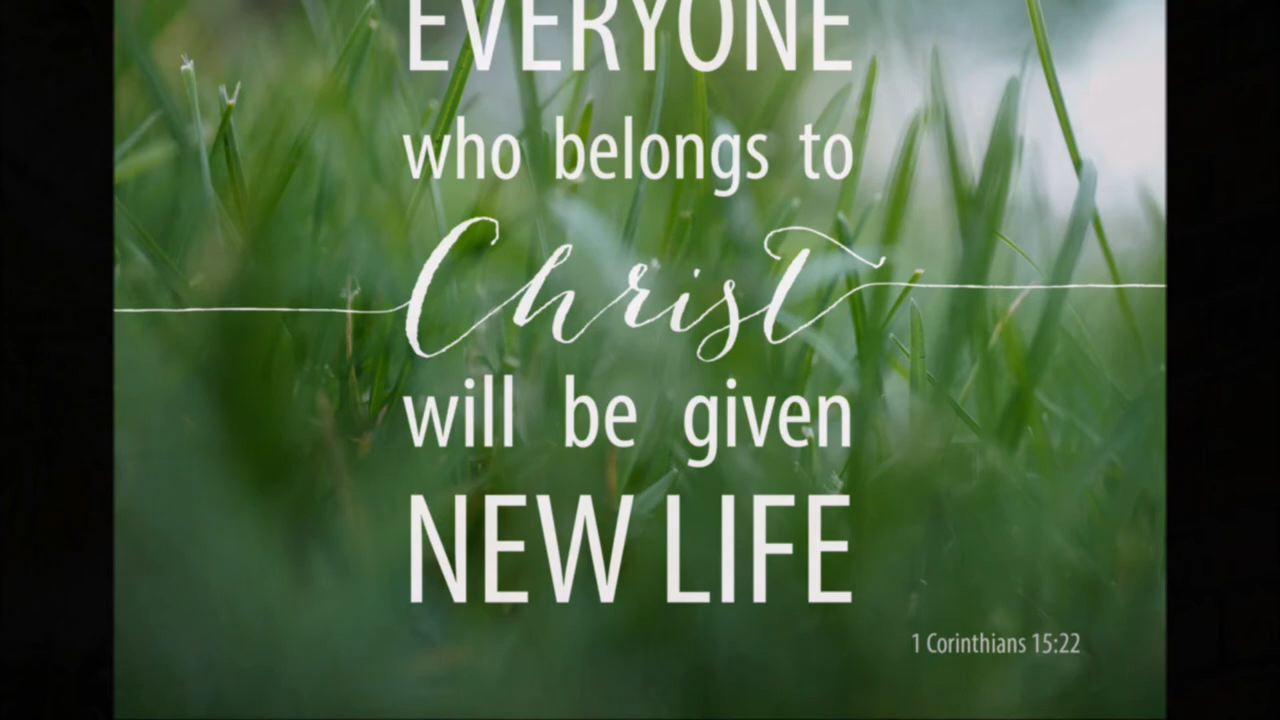 EVERYONE
who belongs to
Christ
will be given
NEW LIFE
1 Corinthians 15:22